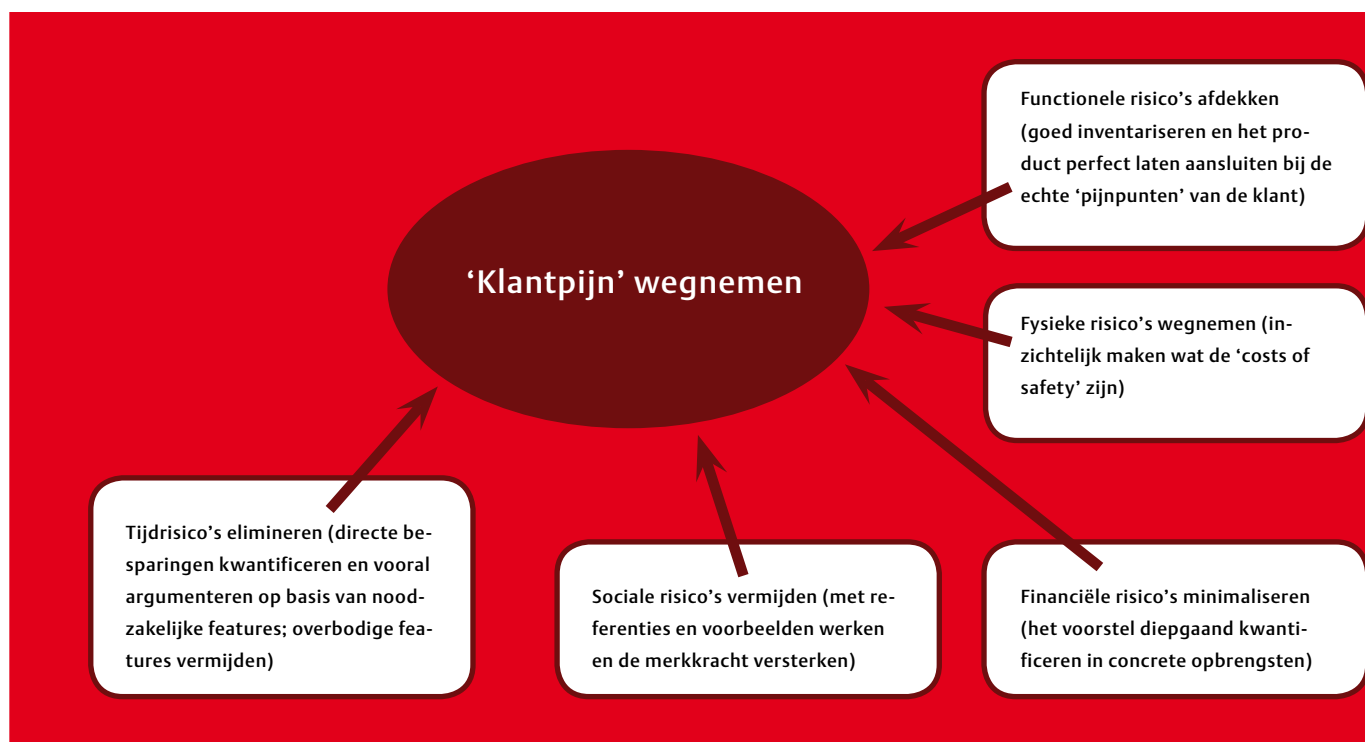 Functionele risico’s afdekken
(goed inventariseren en het pro-
duct perfect laten aansluiten bij de
echte ‘pijnpunten’ van de klant)
‘Klantpijn’ wegnemen
Fysieke risico’s wegnemen (in-
zichtelijk maken wat de ‘costs of
safety’ zijn)
Tijdrisico’s elimineren (directe be-
sparingen kwantificeren en vooral
argumenteren op basis van nood-
zakelijke features; overbodige fea-
tures vermijden)
Sociale risico’s vermijden (met re-
ferenties en voorbeelden werken
en de merkkracht versterken)
Financiële risico’s minimaliseren
(het voorstel diepgaand kwanti-
ficeren in concrete opbrengsten)